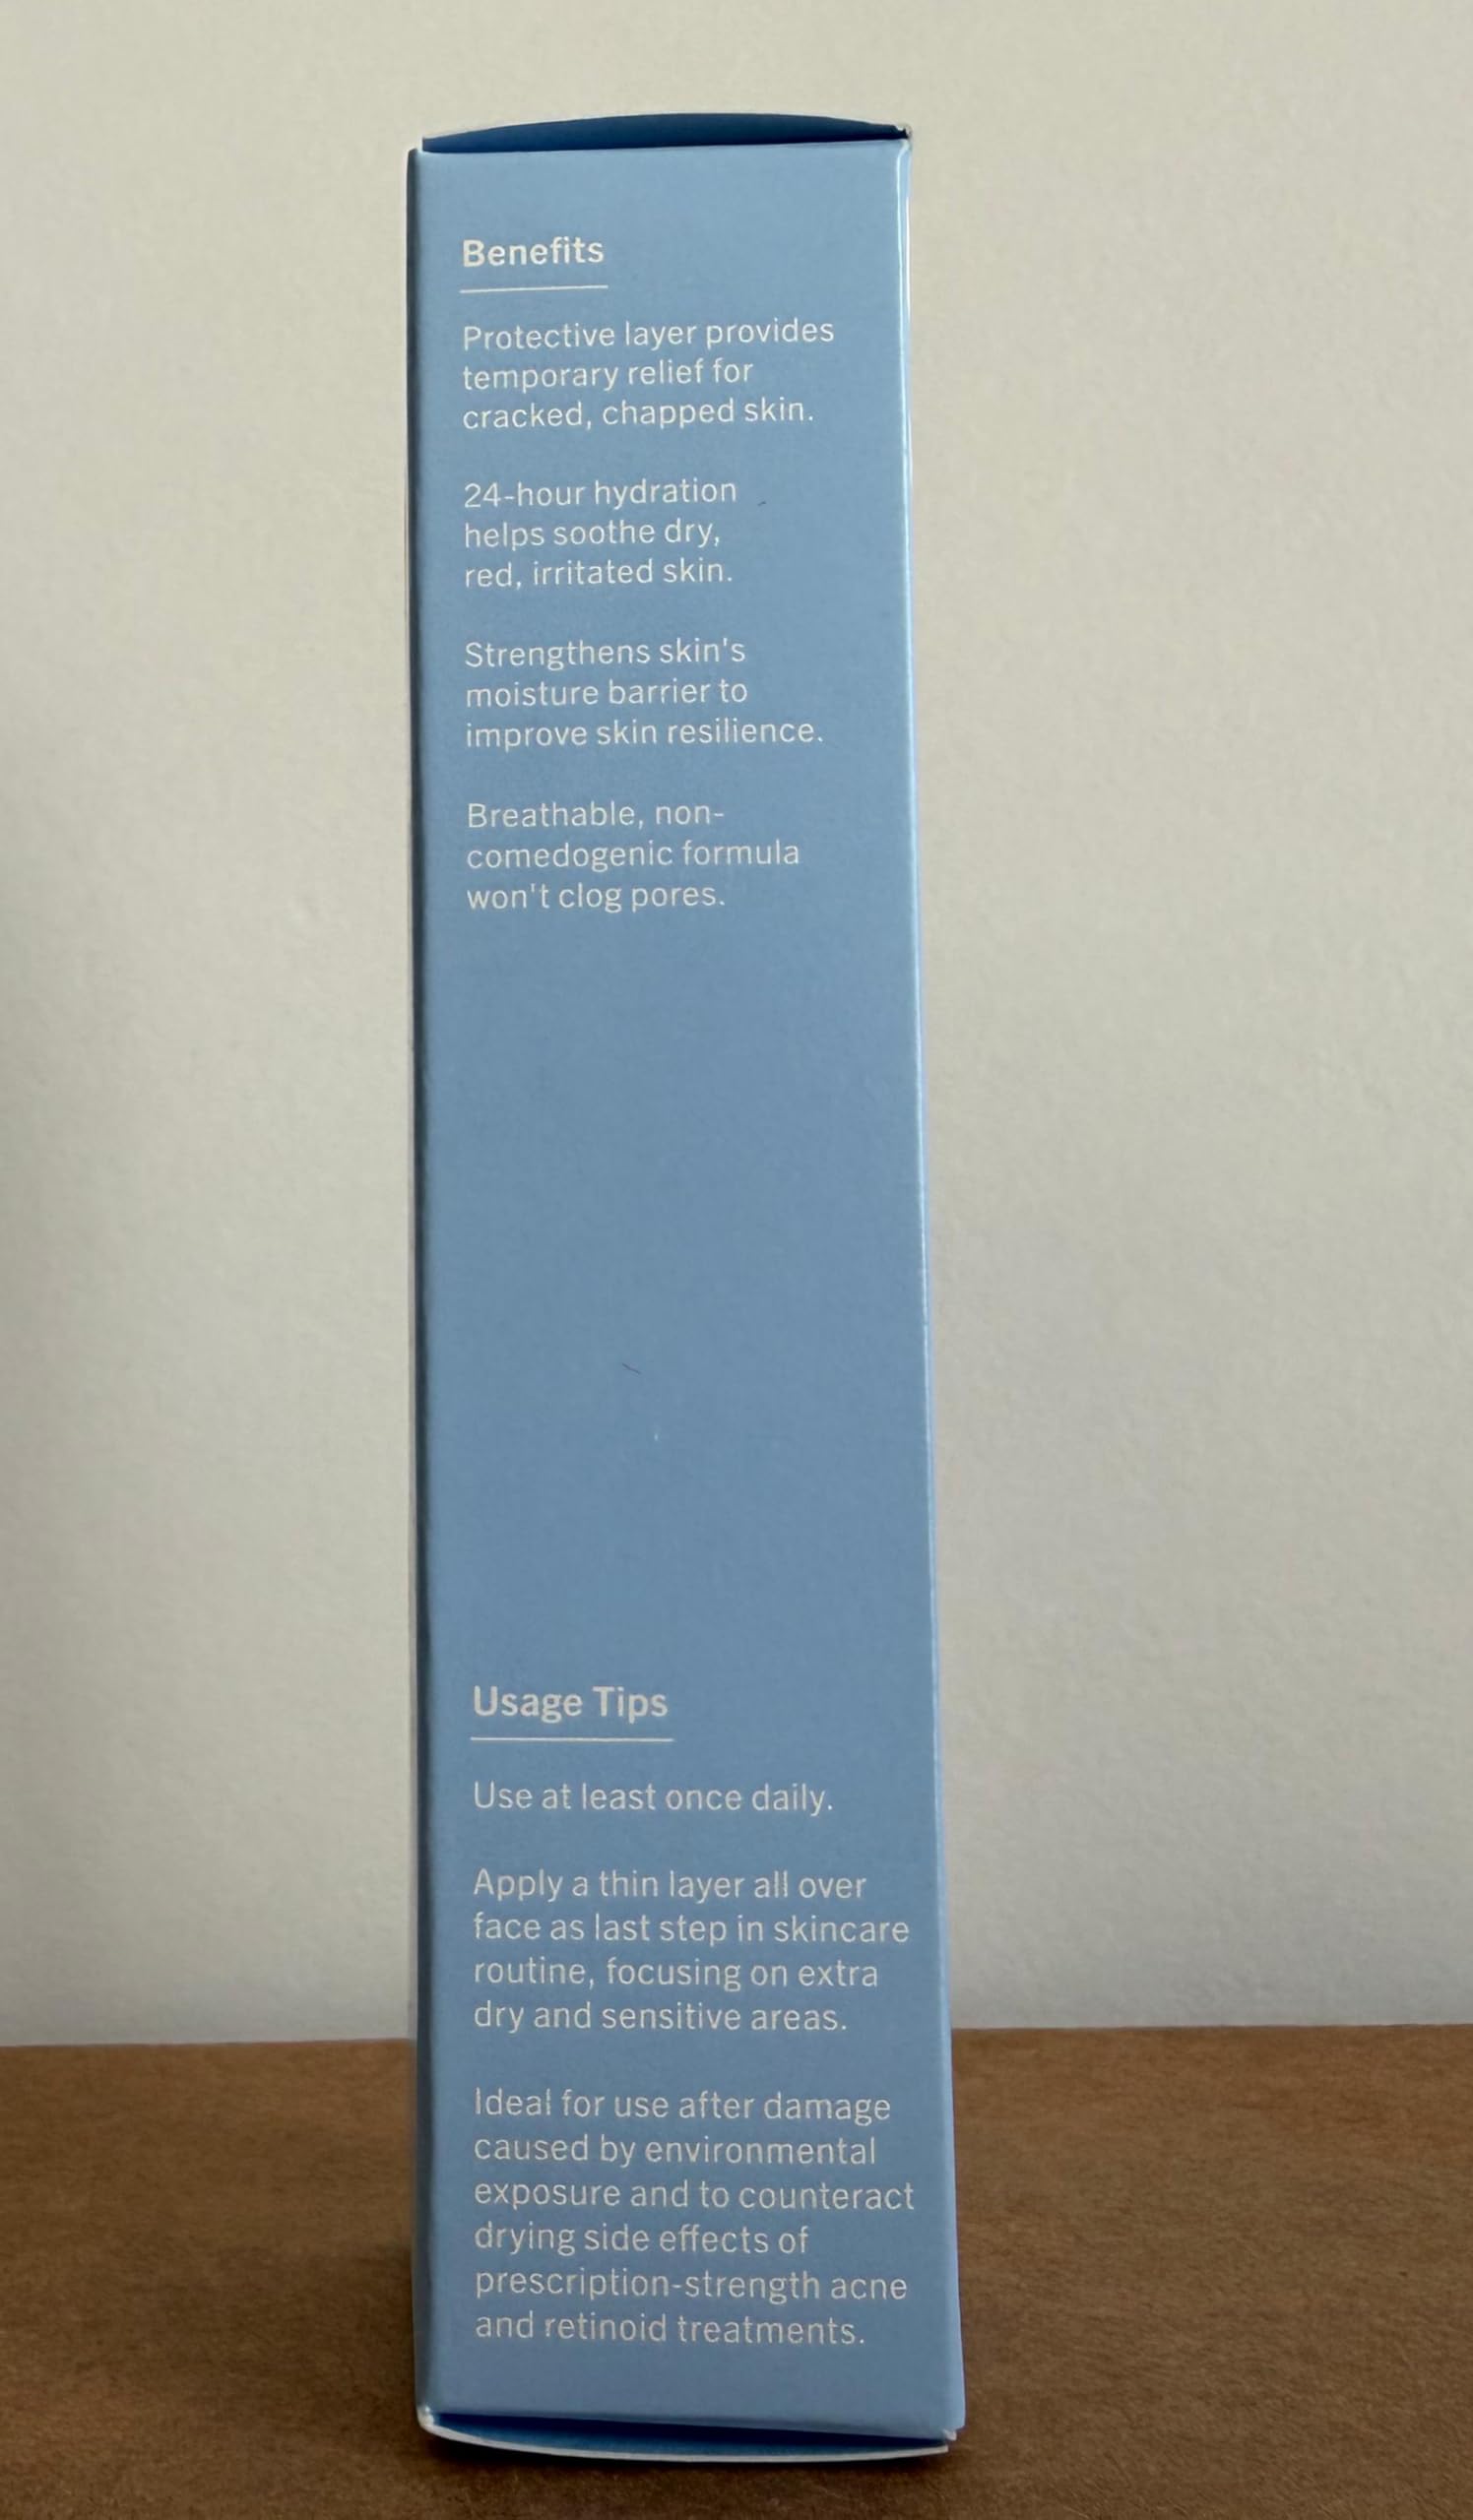 Benefits
Protective layer provides
temporary relief for
cracked, chapped skin.
24-hour hydration
helps soothe dry,
red, irritated skin.
Strengthens skin's
moisture barrier to
improve skin resilience.
Breathable, non-
comedogenic formula
won't clog pores.
Usage Tips
Use at least once daily.
Apply a thin layer all over
face as last step in skincare
routine, focusing on extra
dry and sensitive areas.
Ideal for use after damage
caused by environmental
exposure and to counteract
drying side effects of
prescription-strength acne
and retinoid treatments.